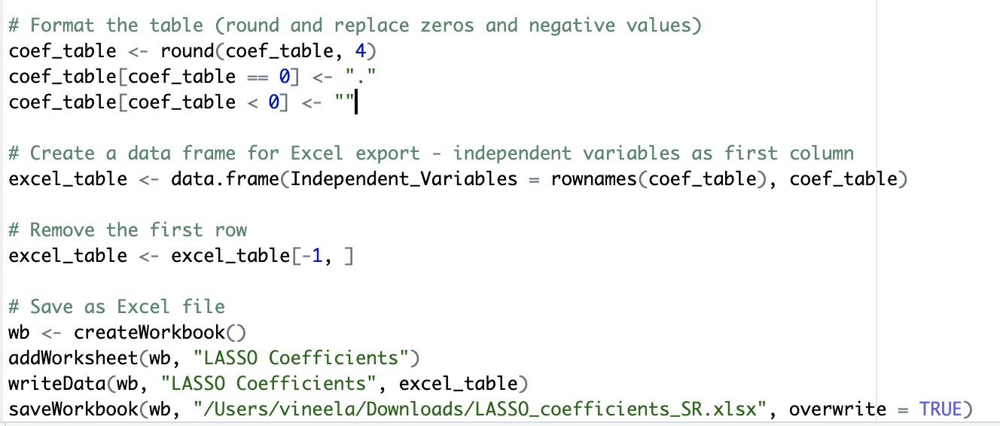 # Format the table (round and replace zeros and negative values)
coef_table <- round(coef_table, 4)
coef_table[coef_table == 0] <- "."
coef_table[coef_table < 0] <- ""
# Create a data frame for Excel export - independent variables as first column
excel_table <- data.frame(Independent_Variables = rownames(coef_table), coef_table)
# Remove the first row
excel_table <- excel_table[-1, ]
# Save as Excel file
wb <- createWorkbook()
addWorksheet(wb, "LASSO Coefficients")
writeData(wb, "LASSO Coefficients", excel_table)
saveWorkbook(wb, "/Users/vineela/Downloads/LASSO_coefficients_SR.xlsx", overwrite = TRUE)